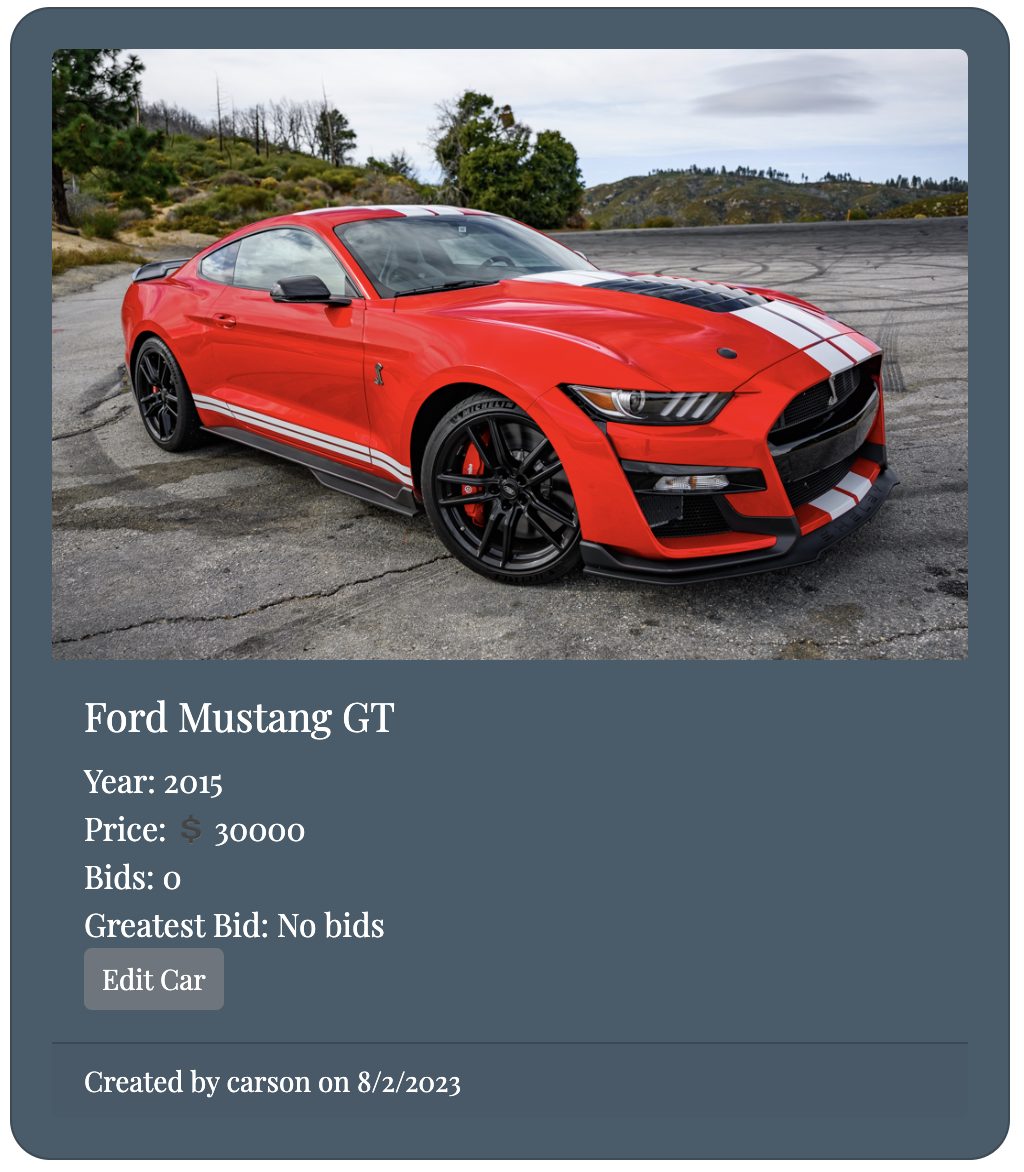 MICHELIN
Ford Mustang GT
Year: 2015
Price: $ 30000
Bids: 0
Greatest Bid: No bids
Edit Car
Created by carson on 8/2/2023